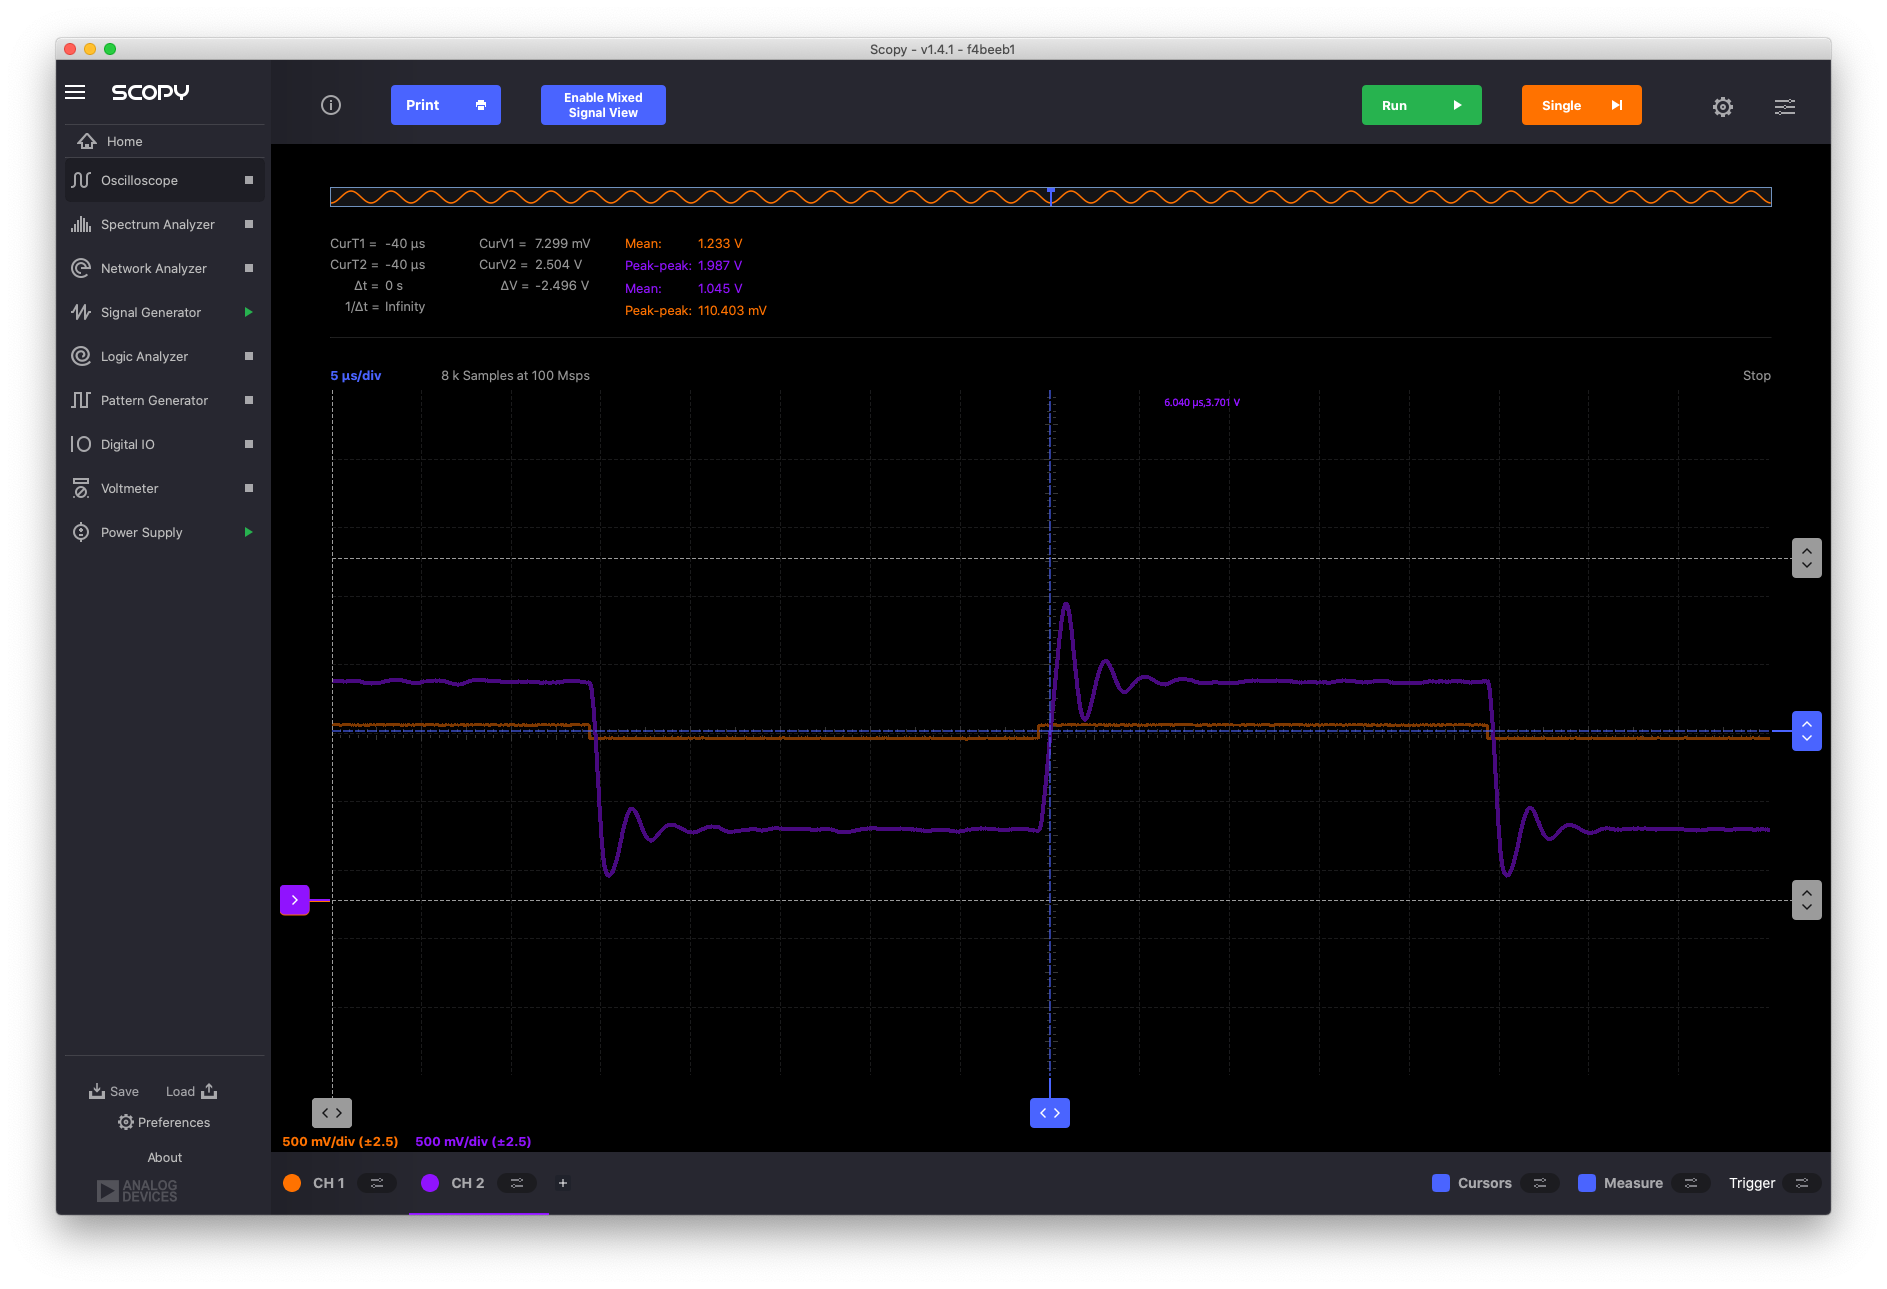 Scopy - v1.4.1 - f4beeb1
SCOPY
Print
Enable Mixed
Signal View
Run
Single
Home
Oscilloscope
Spectrum Analyzer
Network Analyzer
Signal Generator
Logic Analyzer
Pattern Generator
Digital IO
Voltmeter
Power Supply
CurT1 = -40 µs CurV1 = 7.299 mV Mean: 1.233 V
CurT2 = -40 µs CurV2 = 2.504 V Peak-peak: 1.987 V
Δt = 0 s ΔV = -2.496 V Mean: 1.045 V
1/Δt = Infinity Peak-peak: 110.403 mV
5 µs/div 8 k Samples at 100 Msps Stop
6.040 µs,3.701 V
Save Load
Preferences
About
ANALOG
DEVICES
500 mV/div (±2.5) 500 mV/div (±2.5)
CH 1 CH 2 + Cursors Measure Trigger